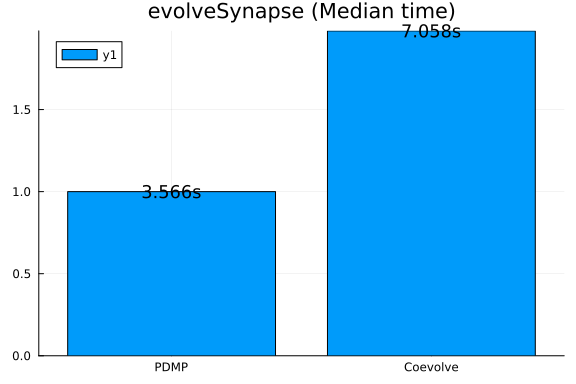 evolveSynapse (Median time)
7.058s
y1
1.5
1.0
3.566s
0.5
0.0
PDMP
Coevolve